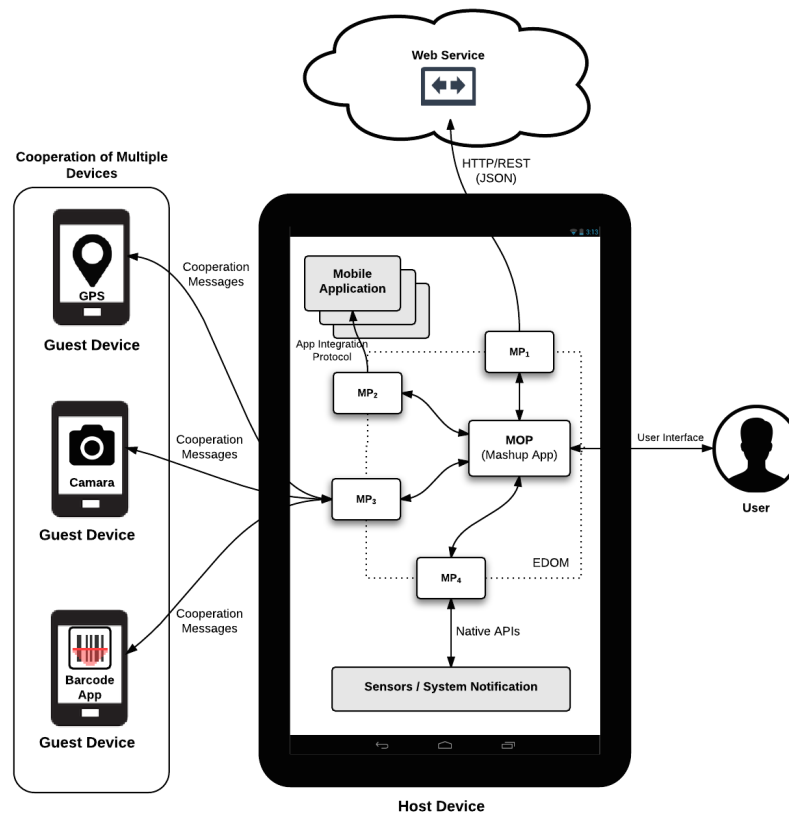 Web Service
HTTP/REST
(JSON)
Cooperation of Multiple
Devices
GPS
Guest Device
Cooperation
Messages
Camara
Guest Device
Cooperation
Messages
Barcode
App
Guest Device
Cooperation
Messages
3:13
Mobile
Application
App Integration
Protocol
MP1
MP2
MOP
(Mashup App)
MP3
EDOM
MP4
Native APIs
Sensors / System Notification
User Interface
User
Host Device